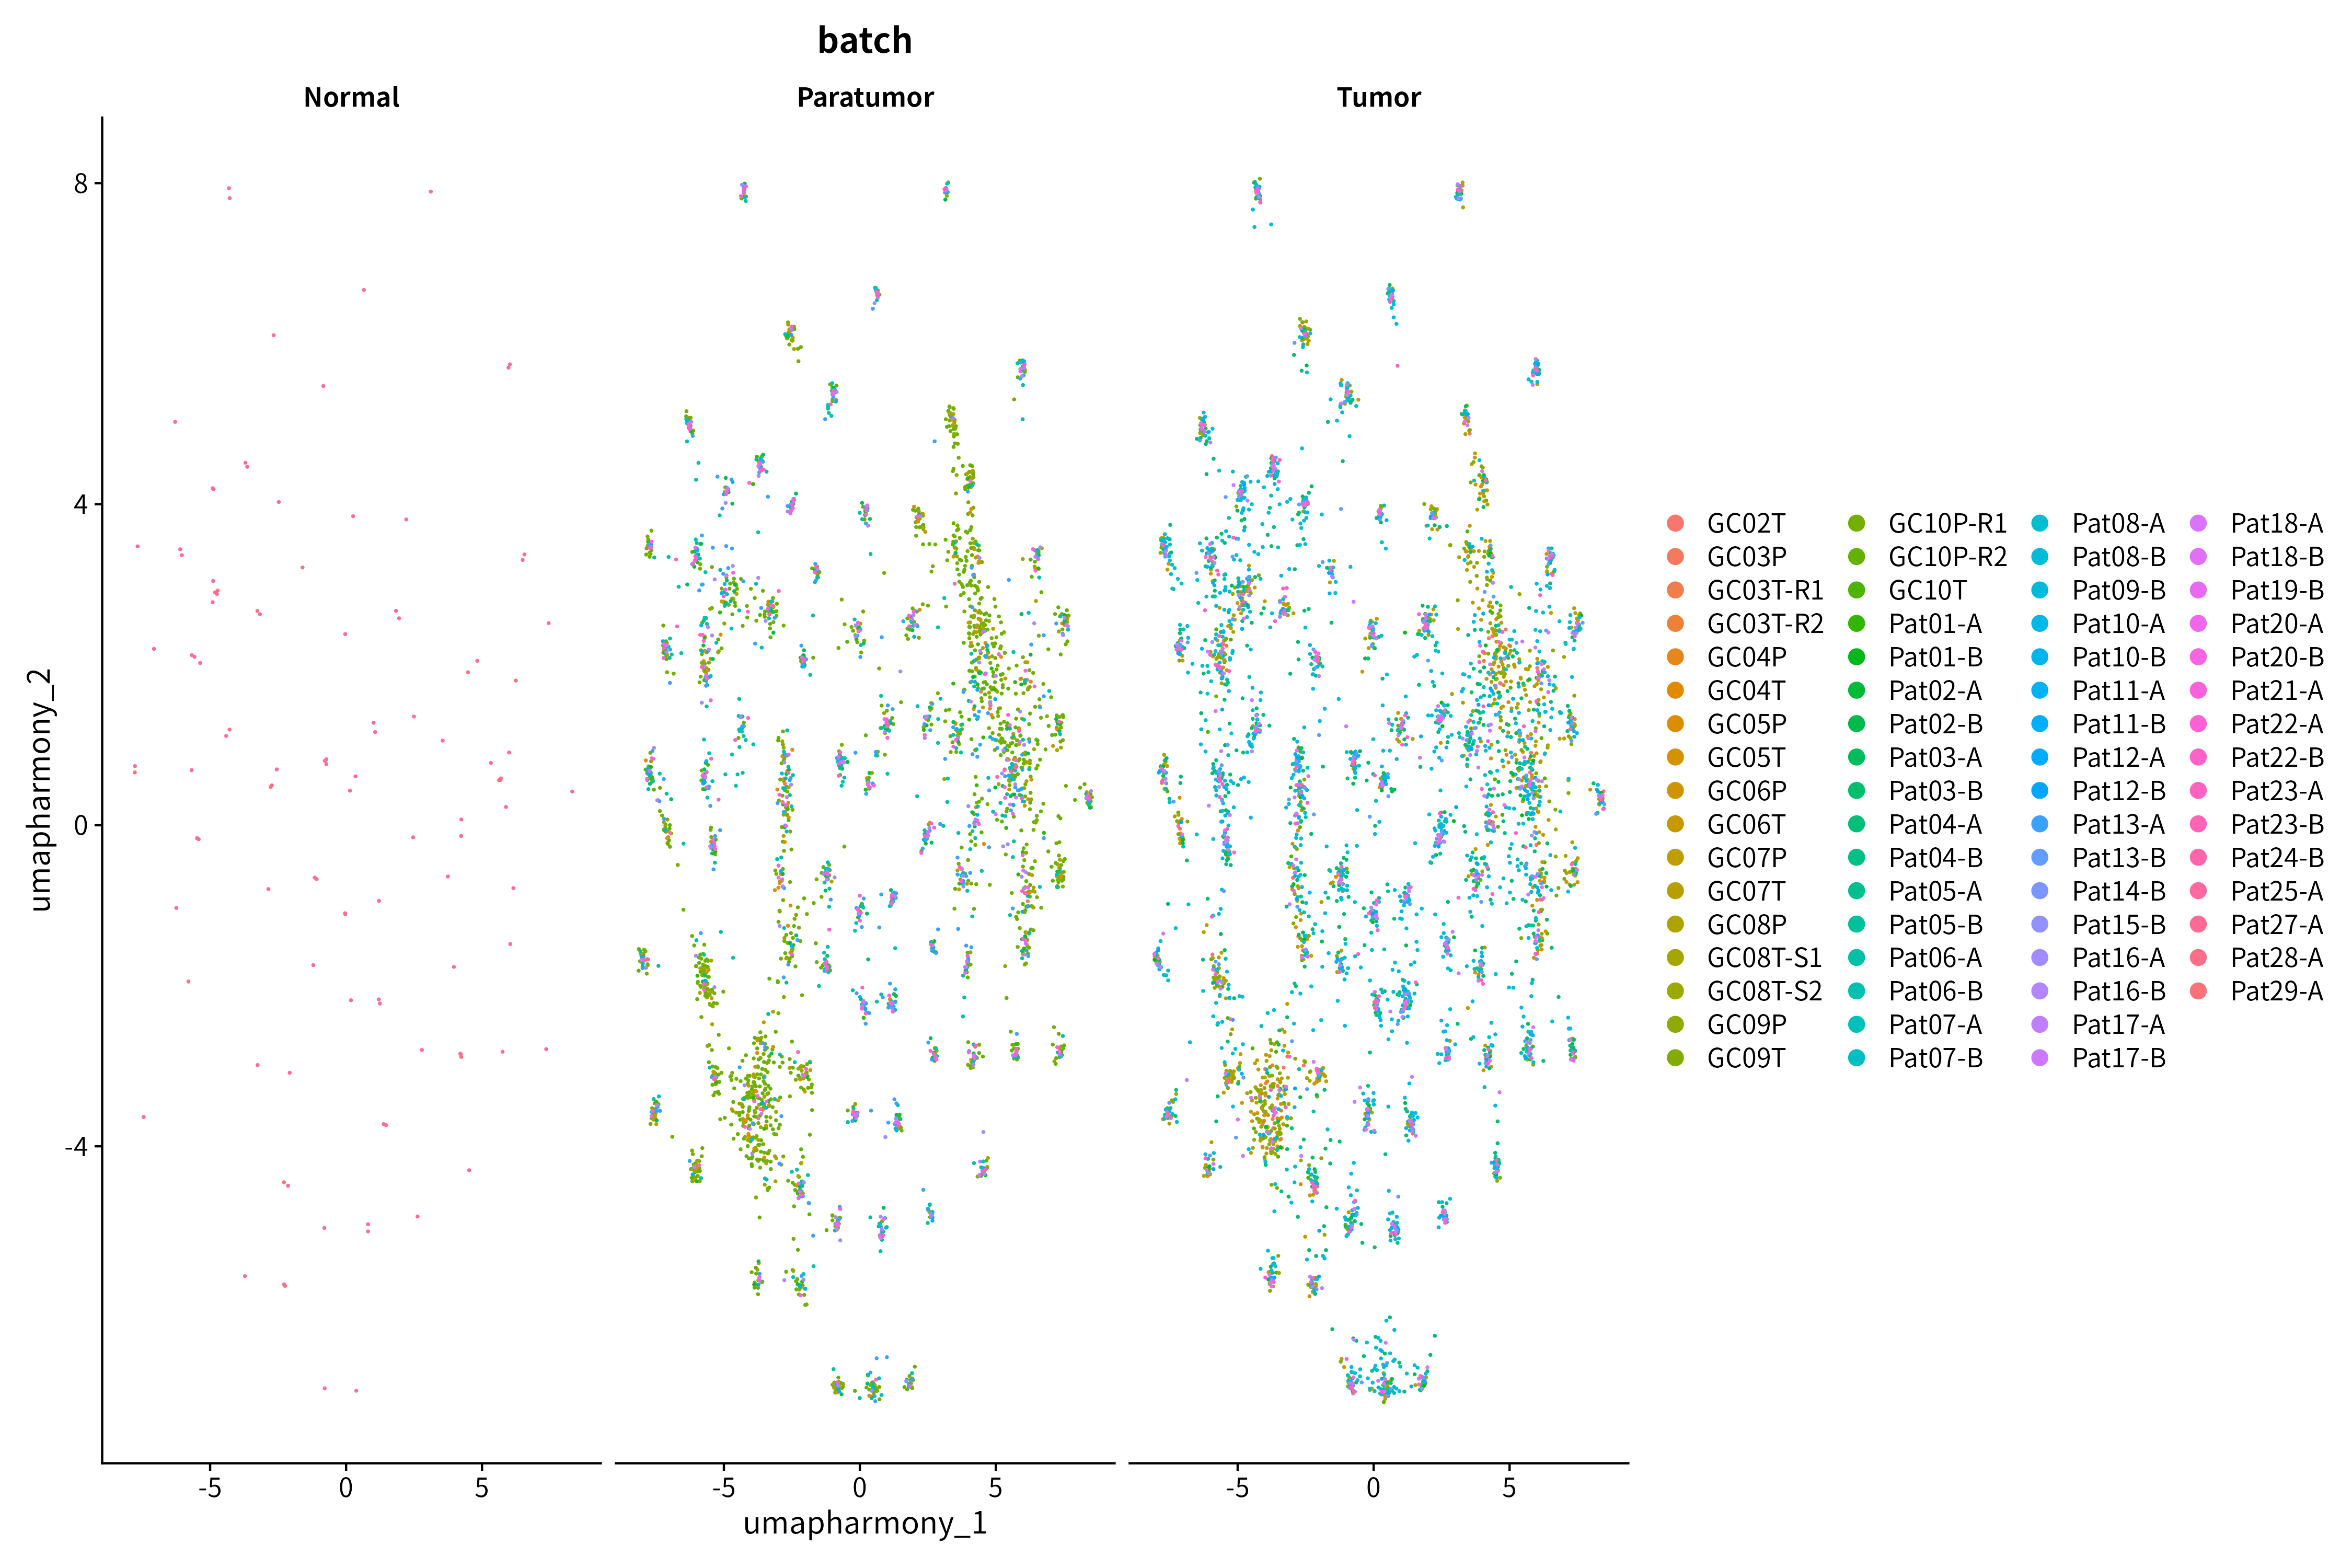 batch
Normal
Paratumor
Tumor
umapharmony_2
8
4
0
-4
-5 0 5
-5 0 5
-5 0 5
umapharmony_1
GC02T
GC03P
GC03T-R1
GC03T-R2
GC04P
GC04T
GC05P
GC05T
GC06P
GC06T
GC07P
GC07T
GC08P
GC08T-S1
GC08T-S2
GC09P
GC09T
GC10P-R1
GC10P-R2
GC10T
Pat01-A
Pat01-B
Pat02-A
Pat02-B
Pat03-A
Pat03-B
Pat04-A
Pat04-B
Pat05-A
Pat05-B
Pat06-A
Pat06-B
Pat07-A
Pat07-B
Pat08-A
Pat08-B
Pat09-B
Pat10-A
Pat10-B
Pat11-A
Pat11-B
Pat12-A
Pat12-B
Pat13-A
Pat13-B
Pat14-B
Pat15-B
Pat16-A
Pat16-B
Pat17-A
Pat17-B
Pat18-A
Pat18-B
Pat19-B
Pat20-A
Pat20-B
Pat21-A
Pat22-A
Pat22-B
Pat23-A
Pat23-B
Pat24-B
Pat25-A
Pat27-A
Pat28-A
Pat29-A